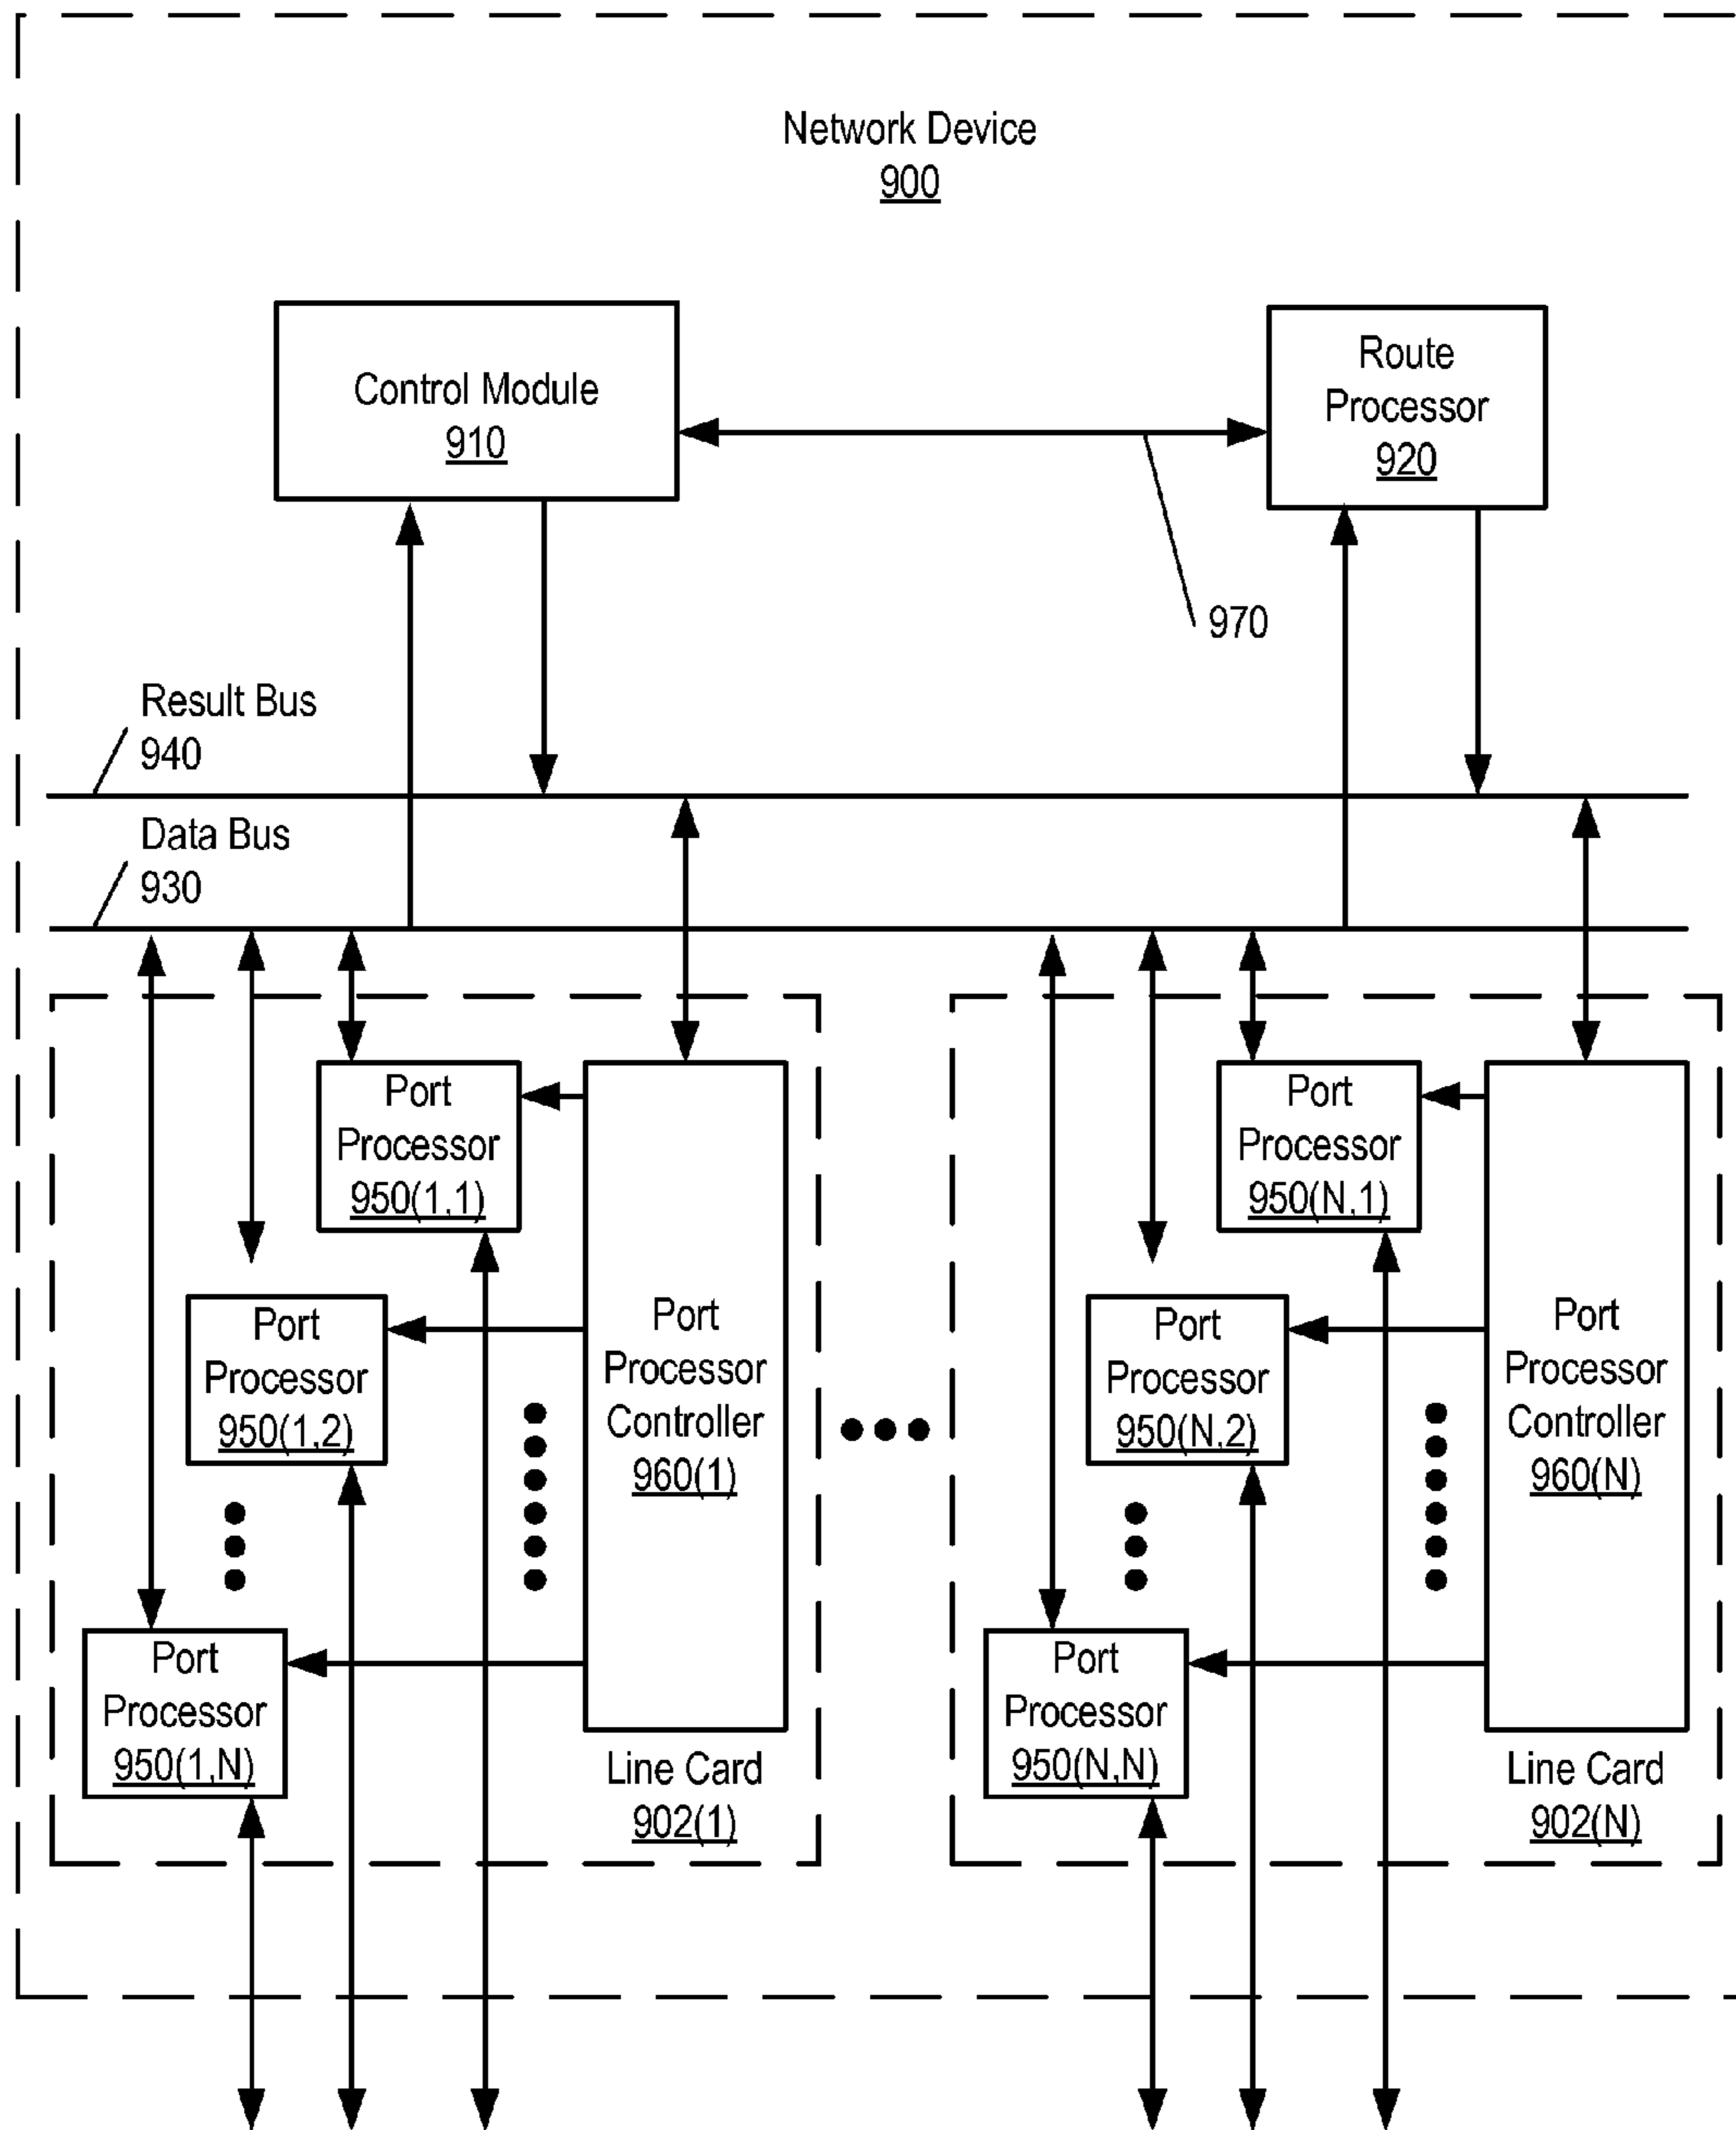 Network Device
900
Control Module
910
Route
Processor
920
970
Result Bus
940
Data Bus
930
Port
Processor
950(1,1)
Port
Processor
950(1,2)
Port
Processor
950(1,N)
Port
Processor
Controller
960(1)
Line Card
902(1)
Port
Processor
950(N,1)
Port
Processor
950(N,2)
Port
Processor
950(N,N)
Port
Processor
Controller
960(N)
Line Card
902(N)